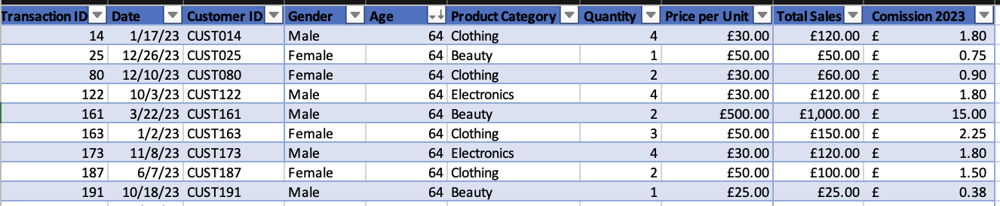 Transaction ID Date Customer ID Gender Age Product Category Quantity Price per Unit Total Sales Comission 2023
14 1/17/23 CUST014 Male 64 Clothing 4 £30.00 £120.00 £ 1.80
25 12/26/23 CUST025 Female 64 Beauty 1 £50.00 £50.00 £ 0.75
80 12/10/23 CUST080 Female 64 Clothing 2 £30.00 £60.00 £ 0.90
122 10/3/23 CUST122 Male 64 Electronics 4 £30.00 £120.00 £ 1.80
161 3/22/23 CUST161 Male 64 Beauty 2 £500.00 £1,000.00 £ 15.00
163 1/2/23 CUST163 Female 64 Clothing 3 £50.00 £150.00 £ 2.25
173 11/8/23 CUST173 Male 64 Electronics 4 £30.00 £120.00 £ 1.80
187 6/7/23 CUST187 Female 64 Clothing 2 £50.00 £100.00 £ 1.50
191 10/18/23 CUST191 Male 64 Beauty 1 £25.00 £25.00 £ 0.38